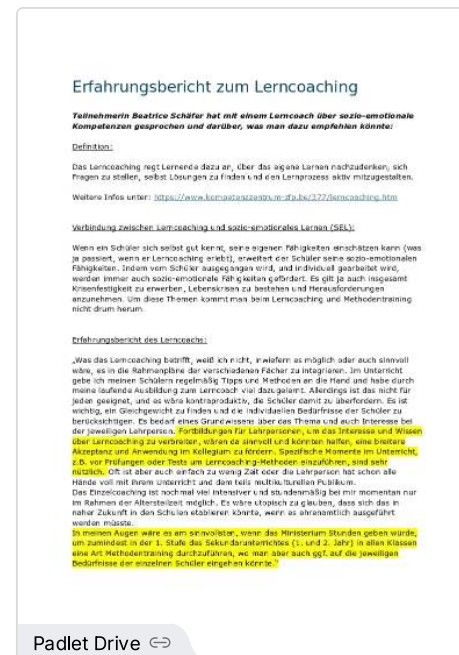 Erfahrungsbericht zum Lerncoaching
Teilnehmerin Beatrice Schäfer hat mit einem Lerncoach über sozio-emotionale
Kompetenzen gesprochen und darüber, was man dazu empfehlen könnte:
Definition:
Das Lerncoaching regt Lernende dazu an, über das eigene Lernen nachzudenken, sich
Fragen zu stellen, selbst Lösungen zu finden und den Lernprozess aktiv mitzugestalten.
Weitere Infos unter: https://www.kompetenzzentrum-zfp.be/377/lerncoaching.htm
Verbindung zwischen Lerncoaching und sozio-emotionales Lernen (SEL):
Wenn ein Schüler sich selbst gut kennt, seine eigenen Fähigkeiten einschätzen kann (was
ja passiert, wenn er Lerncoaching erlebt), erweitert der Schüler seine sozio-emotionalen
Fähigkeiten. Indem vom Schüler ausgegangen wird, und individuell gearbeitet wird,
werden immer auch sozio-emotionale Fähigkeiten gefördert. Es gilt ja auch insgesamt
Krisenfestigkeit zu erwerben, Lebenskrisen zu bestehen und Herausforderungen
anzunehmen. Um diese Themen kommt man beim Lerncoaching und Methodentraining
nicht drum herum.
Erfahrungsbericht des Lerncoachs:
„Was das Lerncoaching betrifft, weiß ich nicht, inwiefern es möglich oder auch sinnvoll
wäre, es in die Rahmenpläne der verschiedenen Fächer zu integrieren. Im Unterricht
gebe ich meinen Schülern regelmäßig Tipps und Methoden an die Hand und habe durch
meine laufende Ausbildung zum Lerncoach viel dazugelernt. Allerdings ist das nicht für
jeden geeignet, und es wäre kontraproduktiv, die Schüler damit zu überfordern. Es ist
wichtig, ein Gleichgewicht zu finden und die individuellen Bedürfnisse der Schüler zu
berücksichtigen. Es bedarf eines Grundwissens über das Thema und auch Interesse bei
der jeweiligen Lehrperson. Fortbildungen für Lehrpersonen, um das Interesse und Wissen
über Lerncoaching zu verbreiten, wären da sinnvoll und könnten helfen, eine breitere
Akzeptanz und Anwendung im Kollegium zu fördern. Spezifische Momente im Unterricht,
z.B. vor Prüfungen oder Tests um Lerncoaching-Methoden einzuführen, sind sehr
nützlich. Oft ist aber auch einfach zu wenig Zeit oder die Lehrperson hat schon alle
Hände voll mit ihrem Unterricht und dem teils multikulturellen Publikum.
Das Einzelcoaching ist nochmal viel intensiver und stundenmäßig bei mir momentan nur
im Rahmen der Altersteilzeit möglich. Es wäre utopisch zu glauben, dass sich das in
naher Zukunft in den Schulen etablieren könnte, wenn es ehrenamtlich ausgeführt
werden müsste.
In meinen Augen wäre es am sinnvollsten, wenn das Ministerium Stunden geben würde,
um zumindest in der 1. Stufe des Sekundarunterrichtes (1. und 2. Jahr) in allen Klassen
eine Art Methodentraining durchzuführen, wo man aber auch ggf. auf die jeweiligen
Bedürfnisse der einzelnen Schüler eingehen könnte."
Padlet Drive